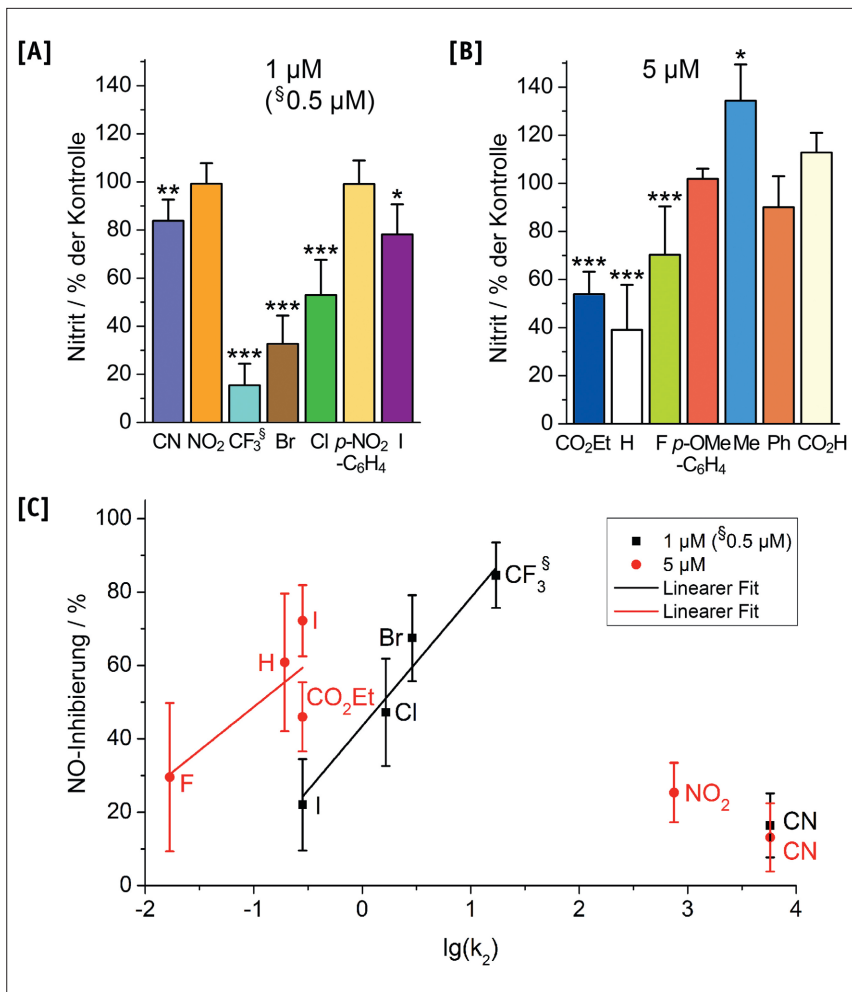 [A]
1 µM
(§0.5 µM)
Nitrit / % der Kontrolle
140
120
100
80
60
40
20
0
**
***
***
***
*
CN NO₂ CF₃§ Br Cl p-NO₂ I
-C₆H₄
[B]
5 µM
Nitrit / % der Kontrolle
140
120
100
80
60
40
20
0
***
***
***
*
CO₂Et H F p-OMe Me Ph CO₂H
-C₆H₄
[C]
NO-Inhibierung / %
100
80
60
40
20
0
1 µM (§0.5 µM)
5 µM
Linearer Fit
Linearer Fit
CF₃§
Br
I
H
CO₂Et
Cl
F
I
NO₂
CN
CN
-2 -1 0 1 2 3 4
lg(k₂)